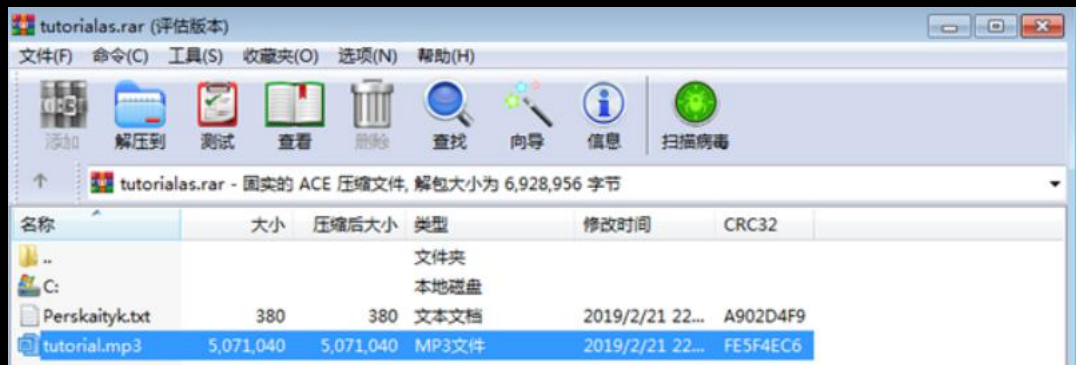 tutorialas.rar (评估版本)
文件(F) 命令(C) 工具(S) 收藏夹(O) 选项(N) 帮助(H)
添加 解压到 测试 查看 删除 查找 向导 信息 扫描病毒
tutorialas.rar - 固实的 ACE 压缩文件, 解包大小为 6,928,956 字节
名称 大小 压缩后大小 类型 修改时间 CRC32
.. 文件夹
C: 本地磁盘
Perskaityk.txt 380 380 文本文档 2019/2/21 22... A902D4F9
tutorial.mp3 5,071,040 5,071,040 MP3文件 2019/2/21 22... FE5F4EC6